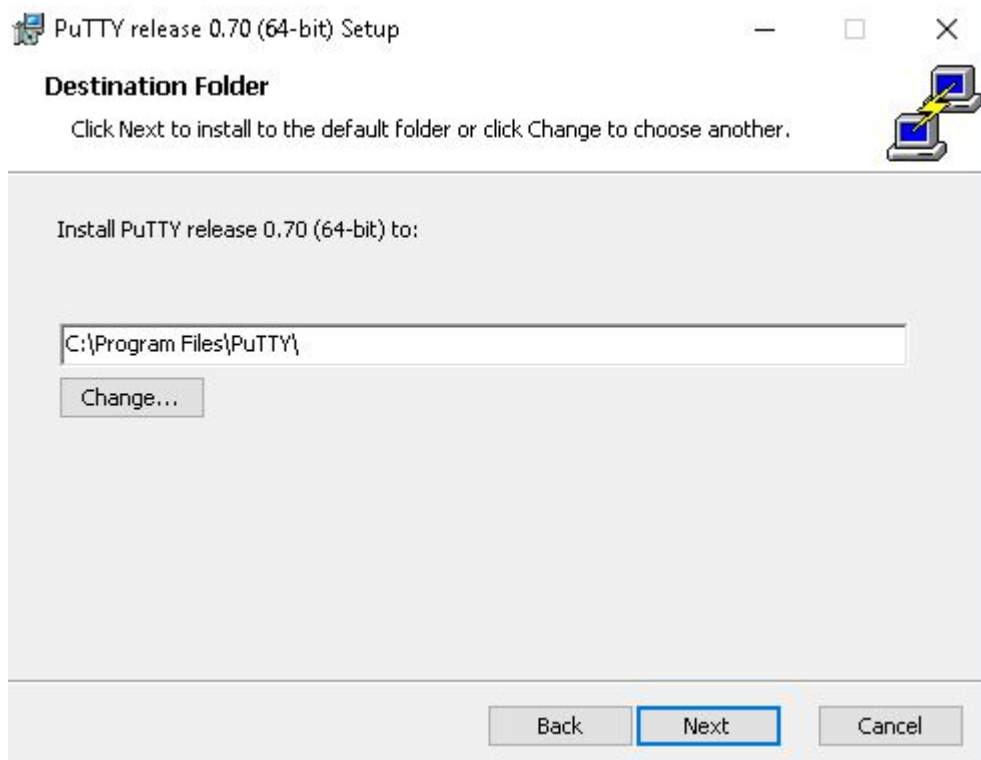 PuTTY release 0.70 (64-bit) Setup
Destination Folder
Click Next to install to the default folder or click Change to choose another.
Install PuTTY release 0.70 (64-bit) to:
C:\Program Files\PuTTY\
Change...
Back
Next
Cancel